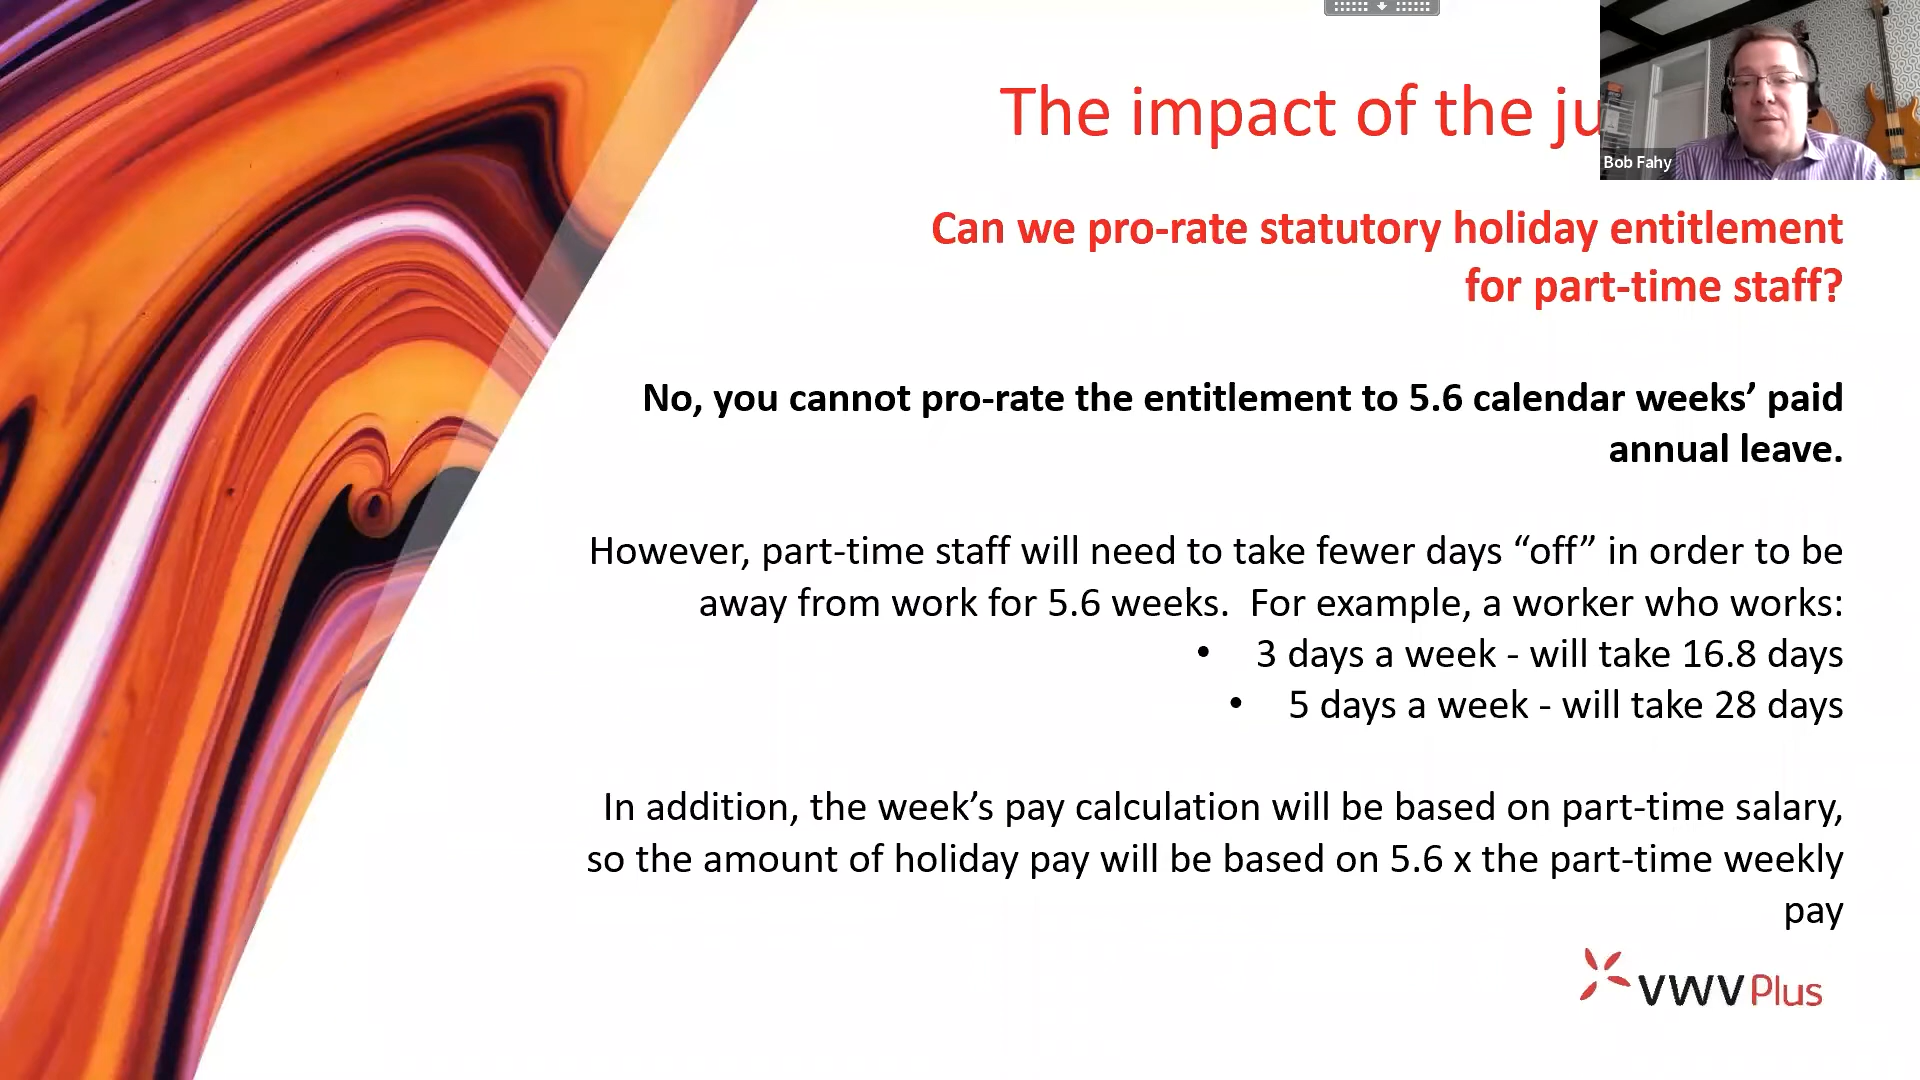 The impact of the ju
Bob Fahy
Can we pro-rate statutory holiday entitlement
for part-time staff?
No, you cannot pro-rate the entitlement to 5.6 calendar weeks’ paid
annual leave.
However, part-time staff will need to take fewer days “off” in order to be
away from work for 5.6 weeks. For example, a worker who works:
• 3 days a week - will take 16.8 days
• 5 days a week - will take 28 days
In addition, the week’s pay calculation will be based on part-time salary,
so the amount of holiday pay will be based on 5.6 x the part-time weekly
pay
VWV Plus